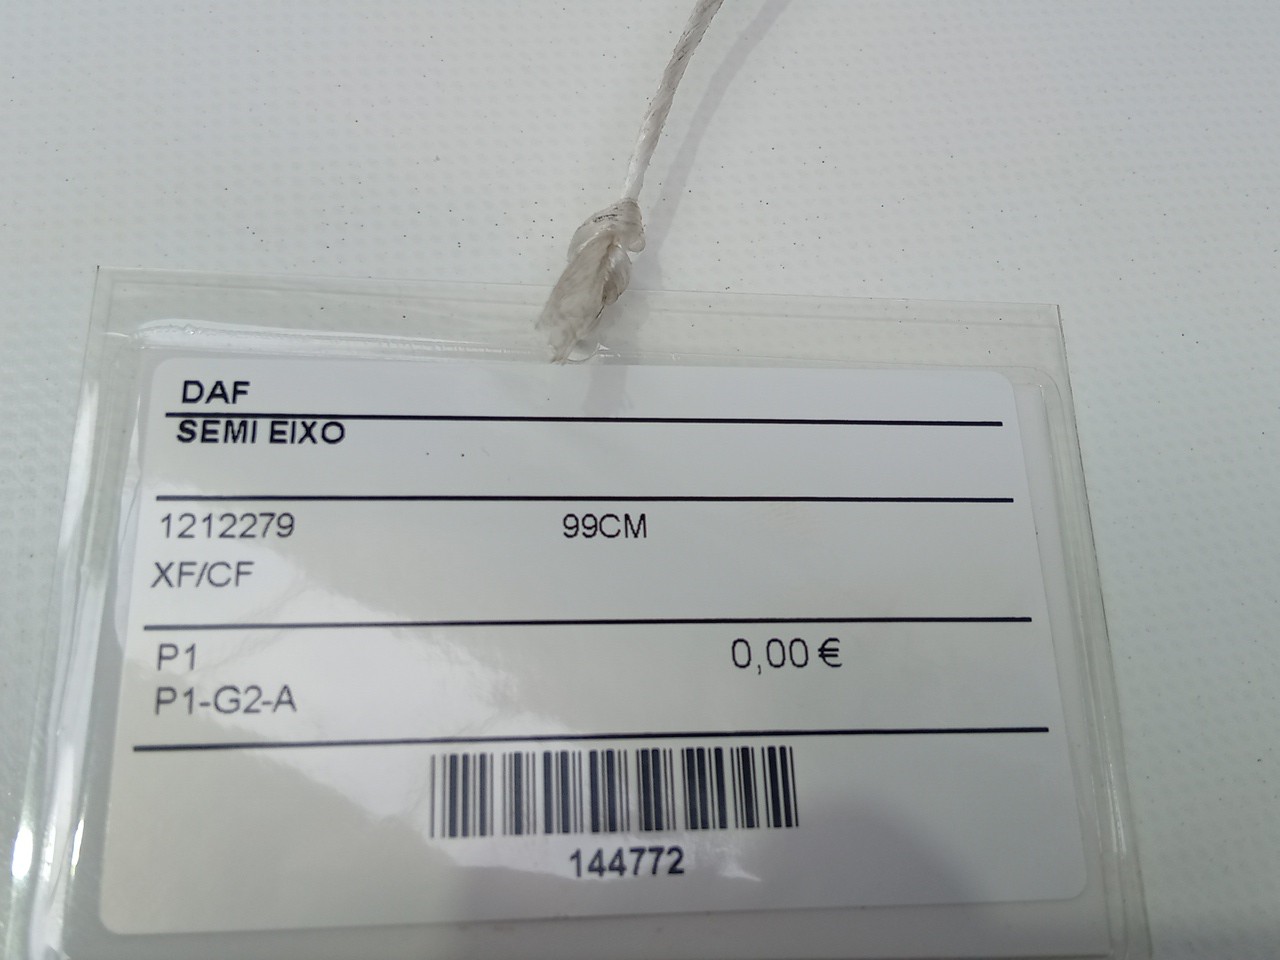 DAF
SEMI EIXO
1212279 99CM
XF/CF
P1 0,00 €
P1-G2-A
144772